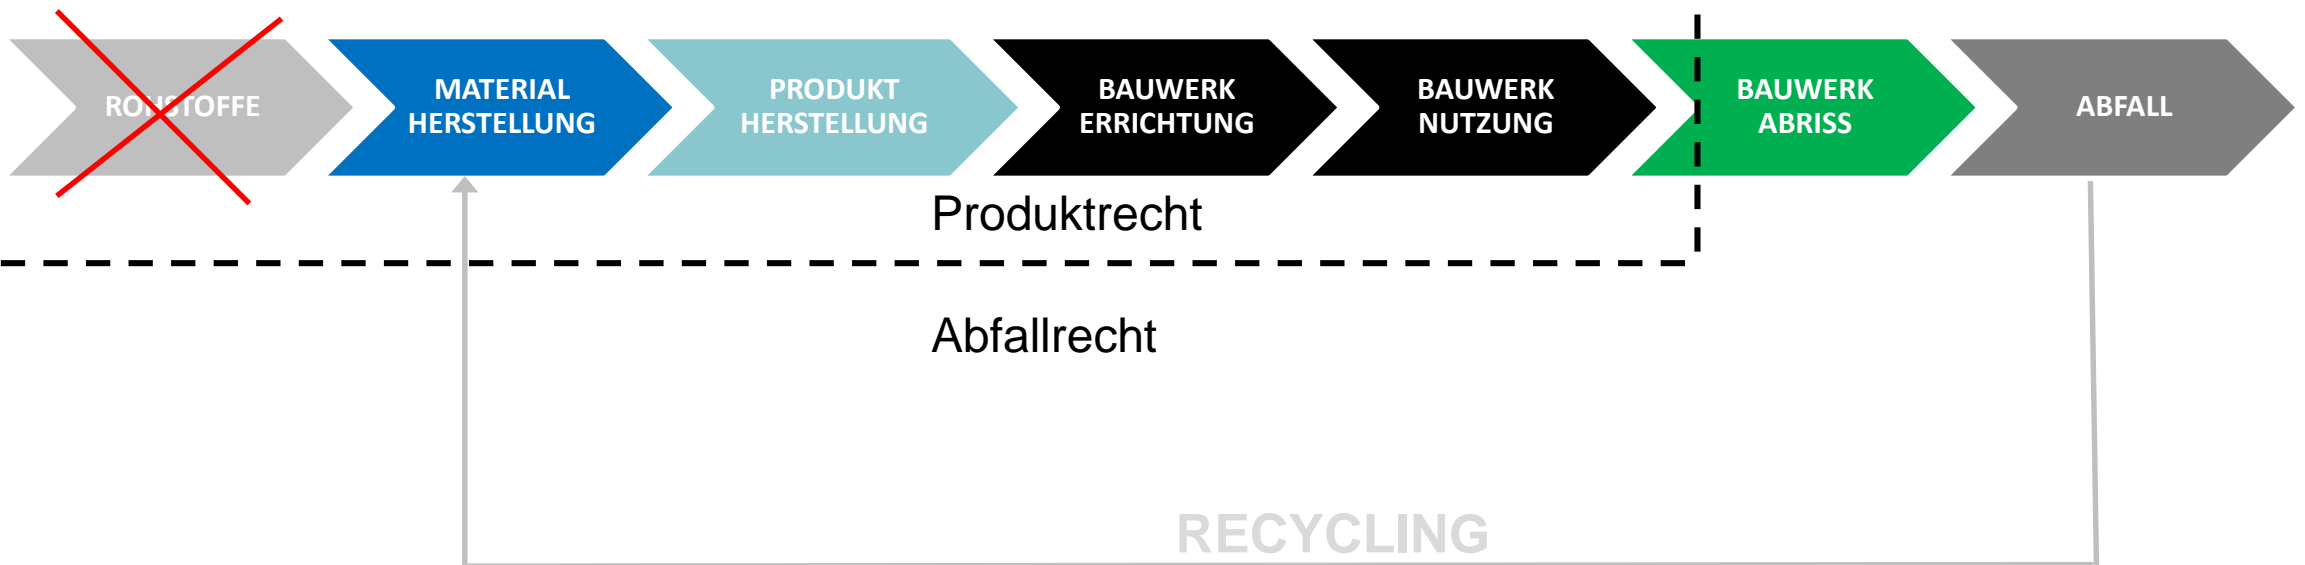 ROHSTOFFE
MATERIAL
HERSTELLUNG
PRODUKT
HERSTELLUNG
BAUWERK
ERRICHTUNG
BAUWERK
NUTZUNG
BAUWERK
ABRISS
ABFALL
Produktrecht
Abfallrecht
RECYCLING